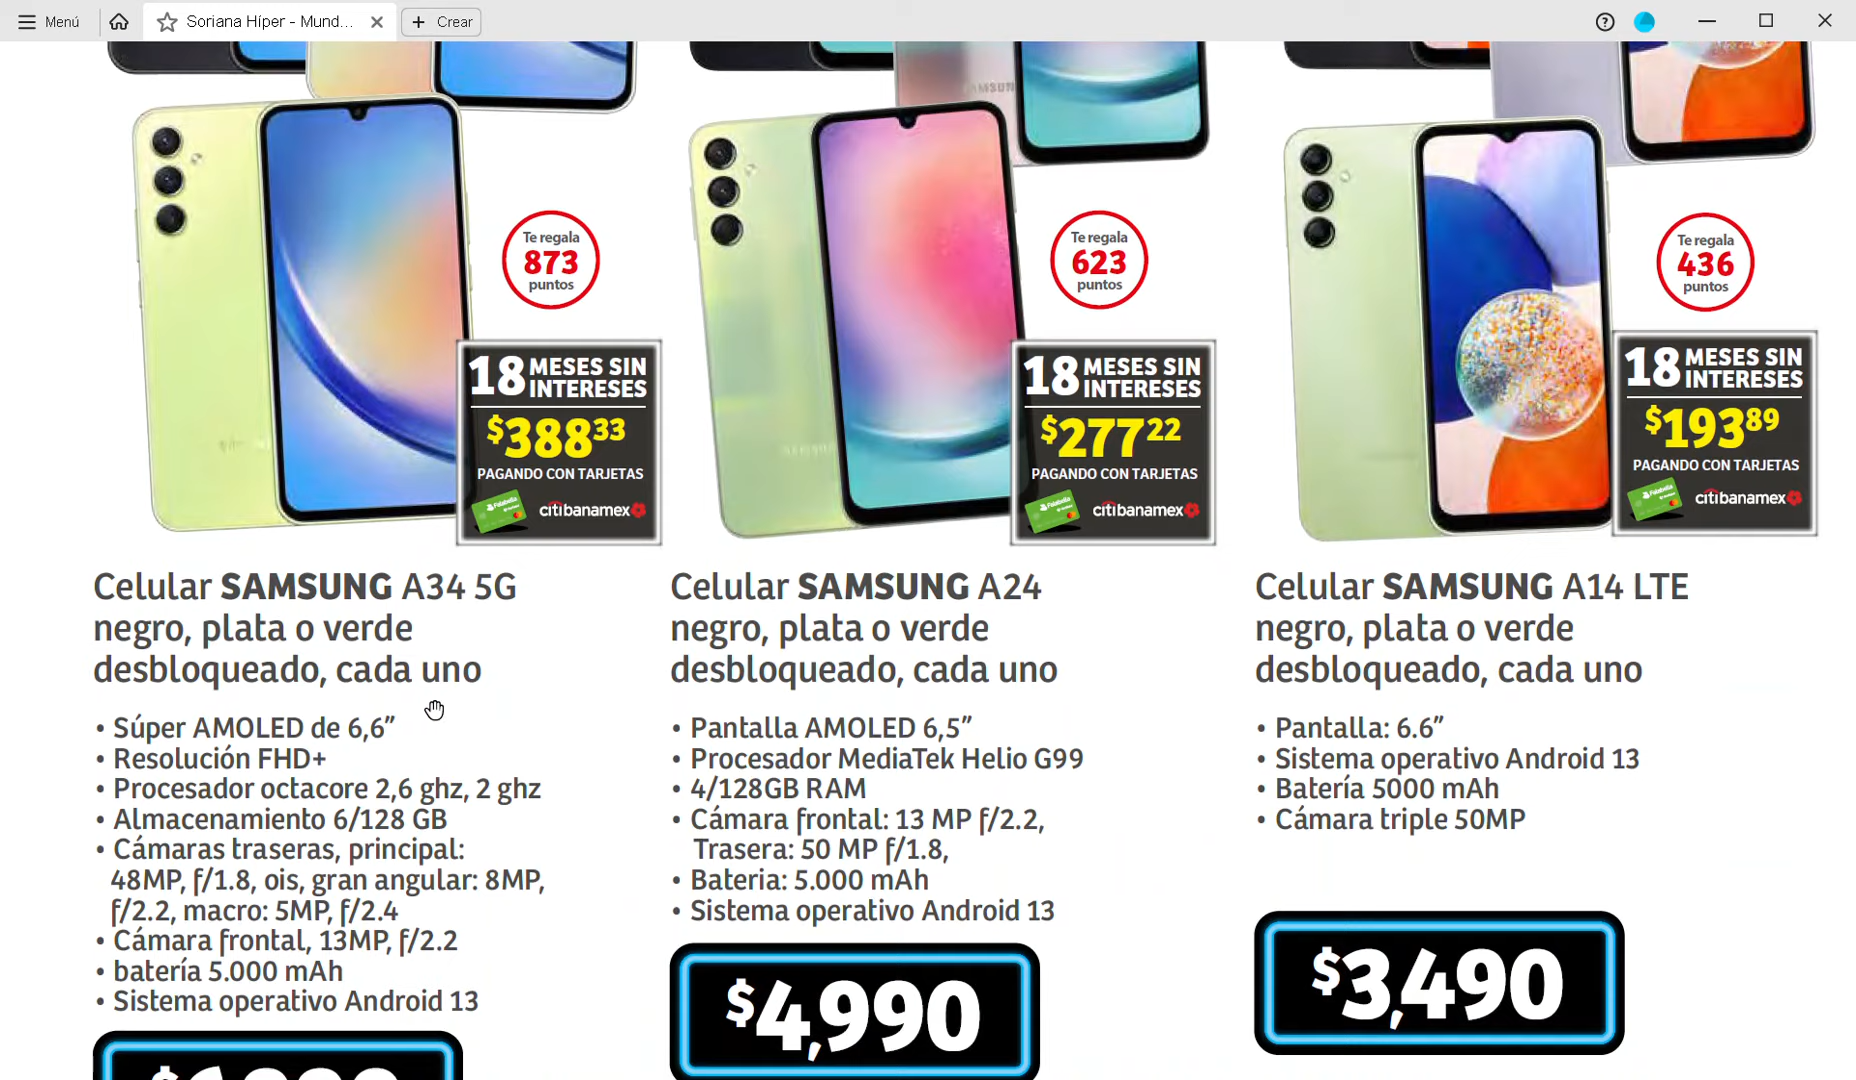 Menú
Soriana Híper - Mund...
Crear
SAMSUNG
Te regala
873
puntos
Te regala
623
puntos
Te regala
436
puntos
18 MESES SIN
INTERESES
$38833
PAGANDO CON TARJETAS
Falabella
citibanamex
18 MESES SIN
INTERESES
$27722
PAGANDO CON TARJETAS
Falabella
citibanamex
18 MESES SIN
INTERESES
$19389
PAGANDO CON TARJETAS
Falabella
citibanamex
Celular SAMSUNG A34 5G
negro, plata o verde
desbloqueado, cada uno
• Súper AMOLED de 6,6”
• Resolución FHD+
• Procesador octacore 2,6 ghz, 2 ghz
• Almacenamiento 6/128 GB
• Cámaras traseras, principal:
48MP, f/1.8, ois, gran angular: 8MP,
f/2.2, macro: 5MP, f/2.4
• Cámara frontal, 13MP, f/2.2
• batería 5.000 mAh
• Sistema operativo Android 13
Celular SAMSUNG A24
negro, plata o verde
desbloqueado, cada uno
• Pantalla AMOLED 6,5”
• Procesador MediaTek Helio G99
• 4/128GB RAM
• Cámara frontal: 13 MP f/2.2,
Trasera: 50 MP f/1.8,
• Bateria: 5.000 mAh
• Sistema operativo Android 13
$4,990
Celular SAMSUNG A14 LTE
negro, plata o verde
desbloqueado, cada uno
• Pantalla: 6.6”
• Sistema operativo Android 13
• Batería 5000 mAh
• Cámara triple 50MP
$3,490